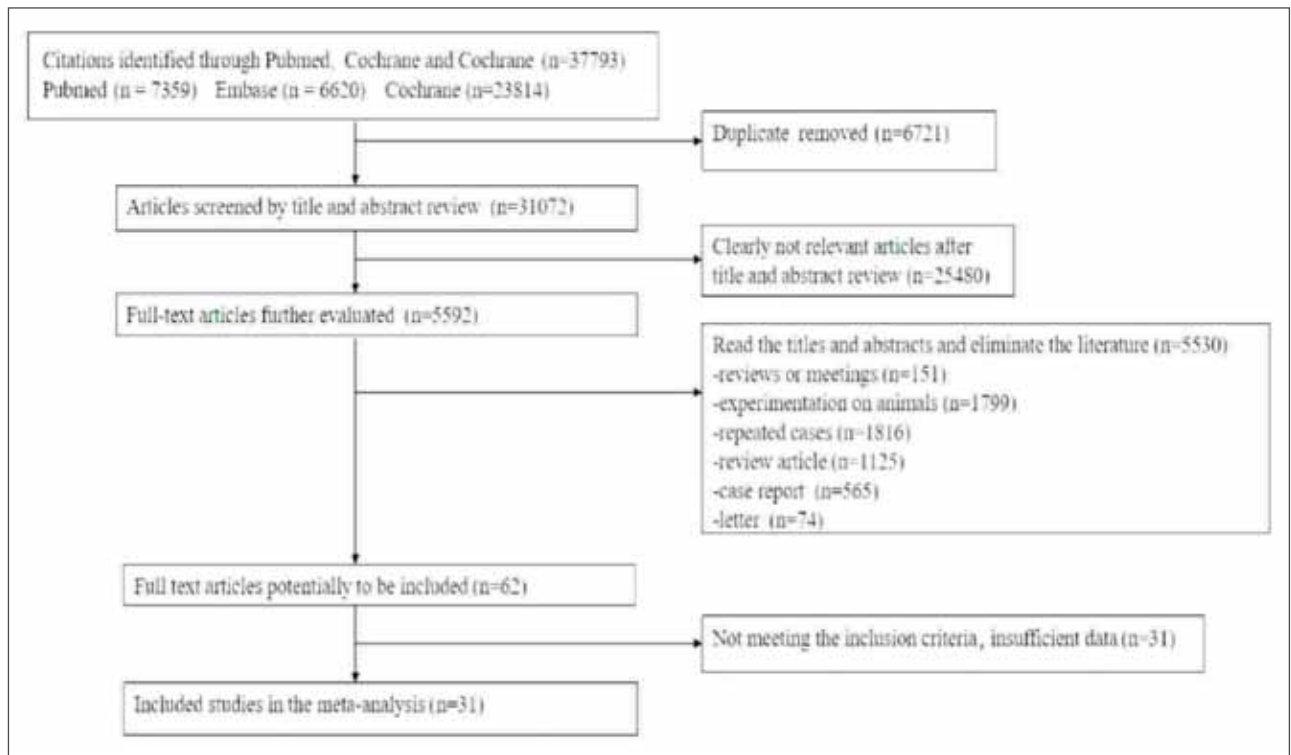 Citations identified through Pubmed, Cochrane and Cochrane (n=37793)
Pubmed (n = 7359) Embase (n = 6620) Cochrane (n=23814)
Duplicate removed (n=6721)
Articles screened by title and abstract review (n=31072)
Clearly not relevant articles after
title and abstract review (n=25480)
Full-text articles further evaluated (n=5592)
Read the titles and abstracts and eliminate the literature (n=5530)
-reviews or meetings (n=151)
-experimentation on animals (n=1799)
-repeated cases (n=1816)
-review article (n=1125)
-case report (n=565)
-letter (n=74)
Full text articles potentially to be included (n=62)
Not meeting the inclusion criteria, insufficient data (n=31)
Included studies in the meta-analysis (n=31)